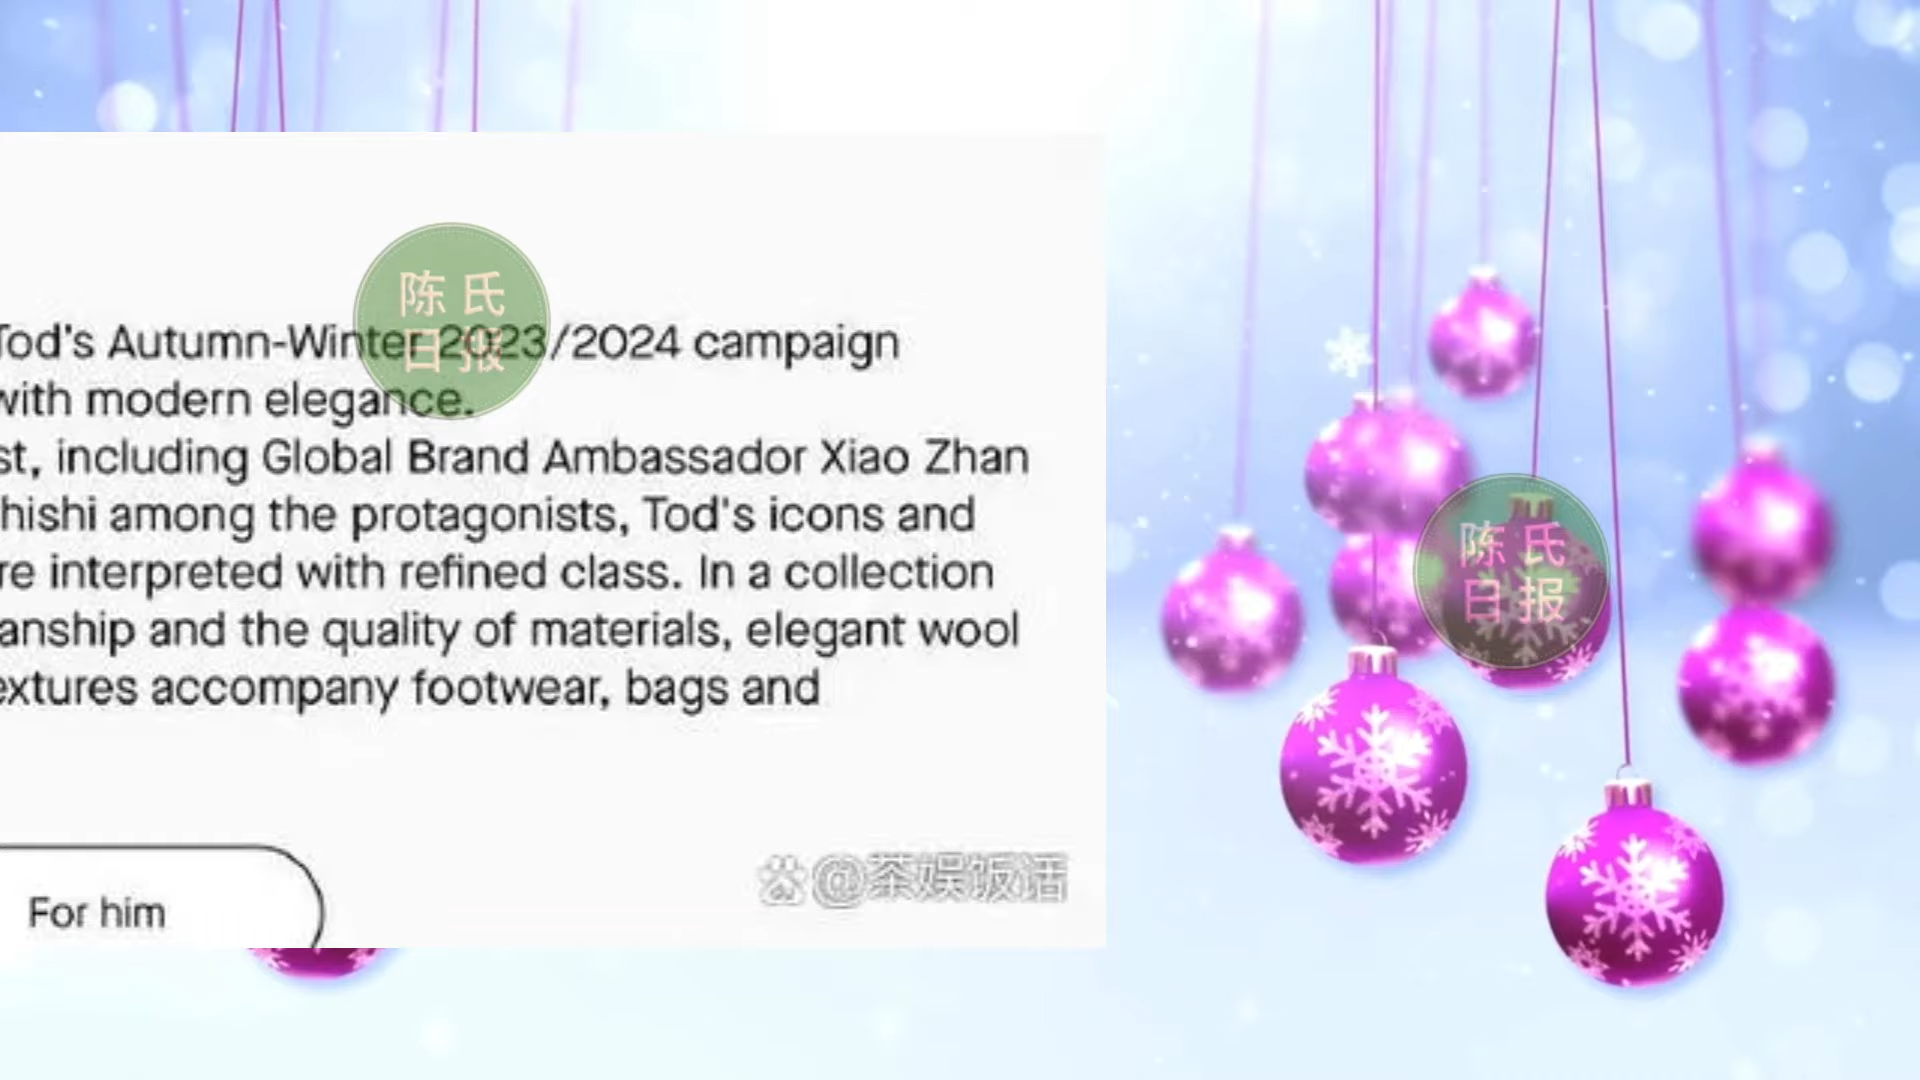 陈氏
日报
Tod's Autumn-Winter 2023/2024 campaign
with modern elegance.
st, including Global Brand Ambassador Xiao Zhan
hishi among the protagonists, Tod's icons and
re interpreted with refined class. In a collection
anship and the quality of materials, elegant wool
extures accompany footwear, bags and
陈氏
日报
For him
@茶娱饭话